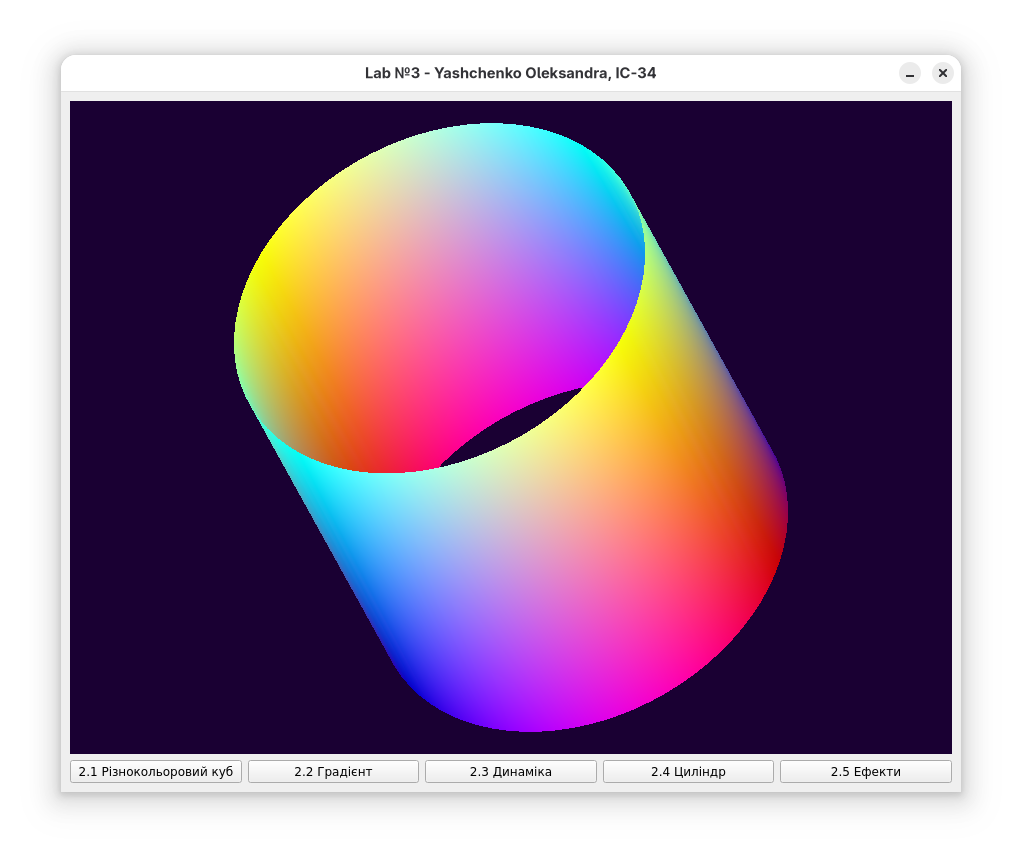 Lab №3 - Yashchenko Oleksandra, IC-34
2.1 Різнокольоровий куб
2.2 Градієнт
2.3 Динаміка
2.4 Циліндр
2.5 Ефекти